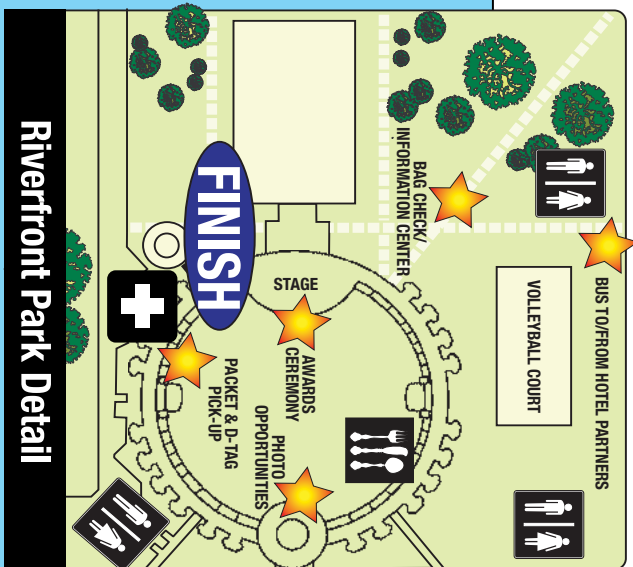 Riverfront Park Detail
FINISH
BAG CHECK/
INFORMATION CENTER
BUS TO/FROM HOTEL PARTNERS
VOLLEYBALL COURT
STAGE
AWARDS
CEREMONY
PHOTO
OPPORTUNITIES
PACKET & D-TAG
PICK-UP